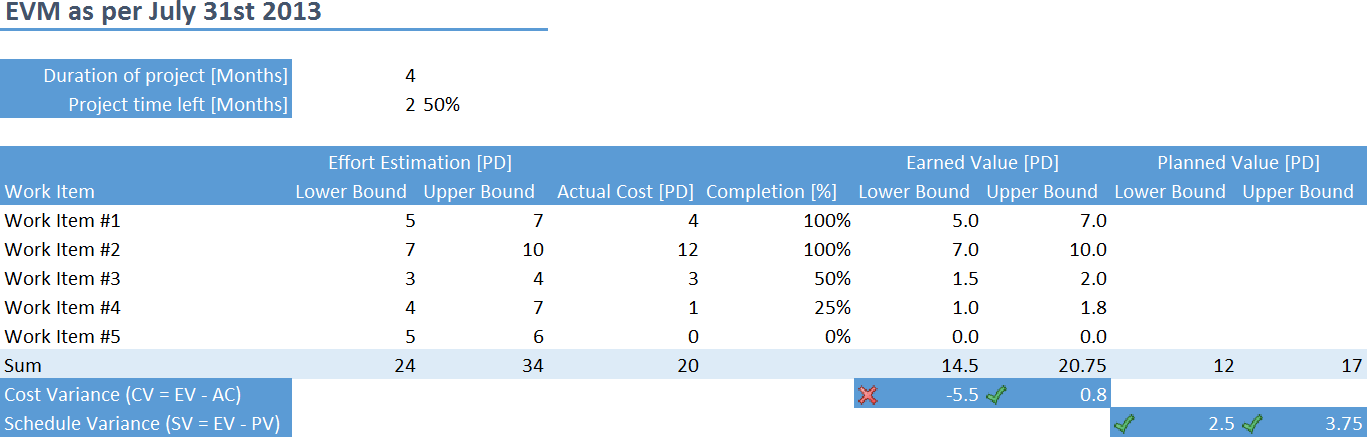 EVM as per July 31st 2013
Duration of project [Months] 4
Project time left [Months] 2 50%
Effort Estimation [PD] Earned Value [PD] Planned Value [PD]
Work Item Lower Bound Upper Bound Actual Cost [PD] Completion [%] Lower Bound Upper Bound Lower Bound Upper Bound
Work Item #1 5 7 4 100% 5.0 7.0
Work Item #2 7 10 12 100% 7.0 10.0
Work Item #3 3 4 3 50% 1.5 2.0
Work Item #4 4 7 1 25% 1.0 1.8
Work Item #5 5 6 0 0% 0.0 0.0
Sum 24 34 20 14.5 20.75 12 17
Cost Variance (CV = EV - AC) -5.5 0.8
Schedule Variance (SV = EV - PV) 2.5 3.75